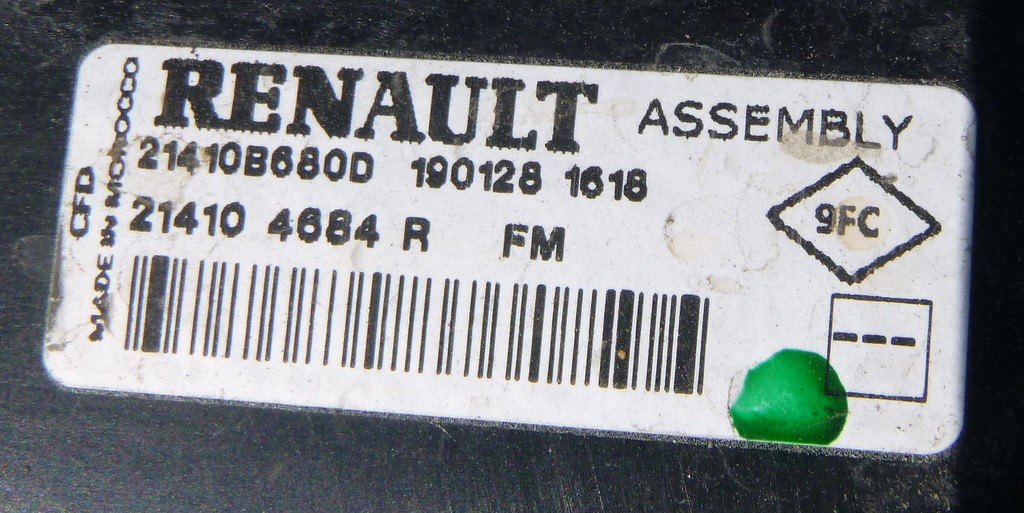 RENAULT ASSEMBLY
21410B680D 190128 1618
21410 4684 R FM
9FC
---
CFD
MADE IN MOROCCO